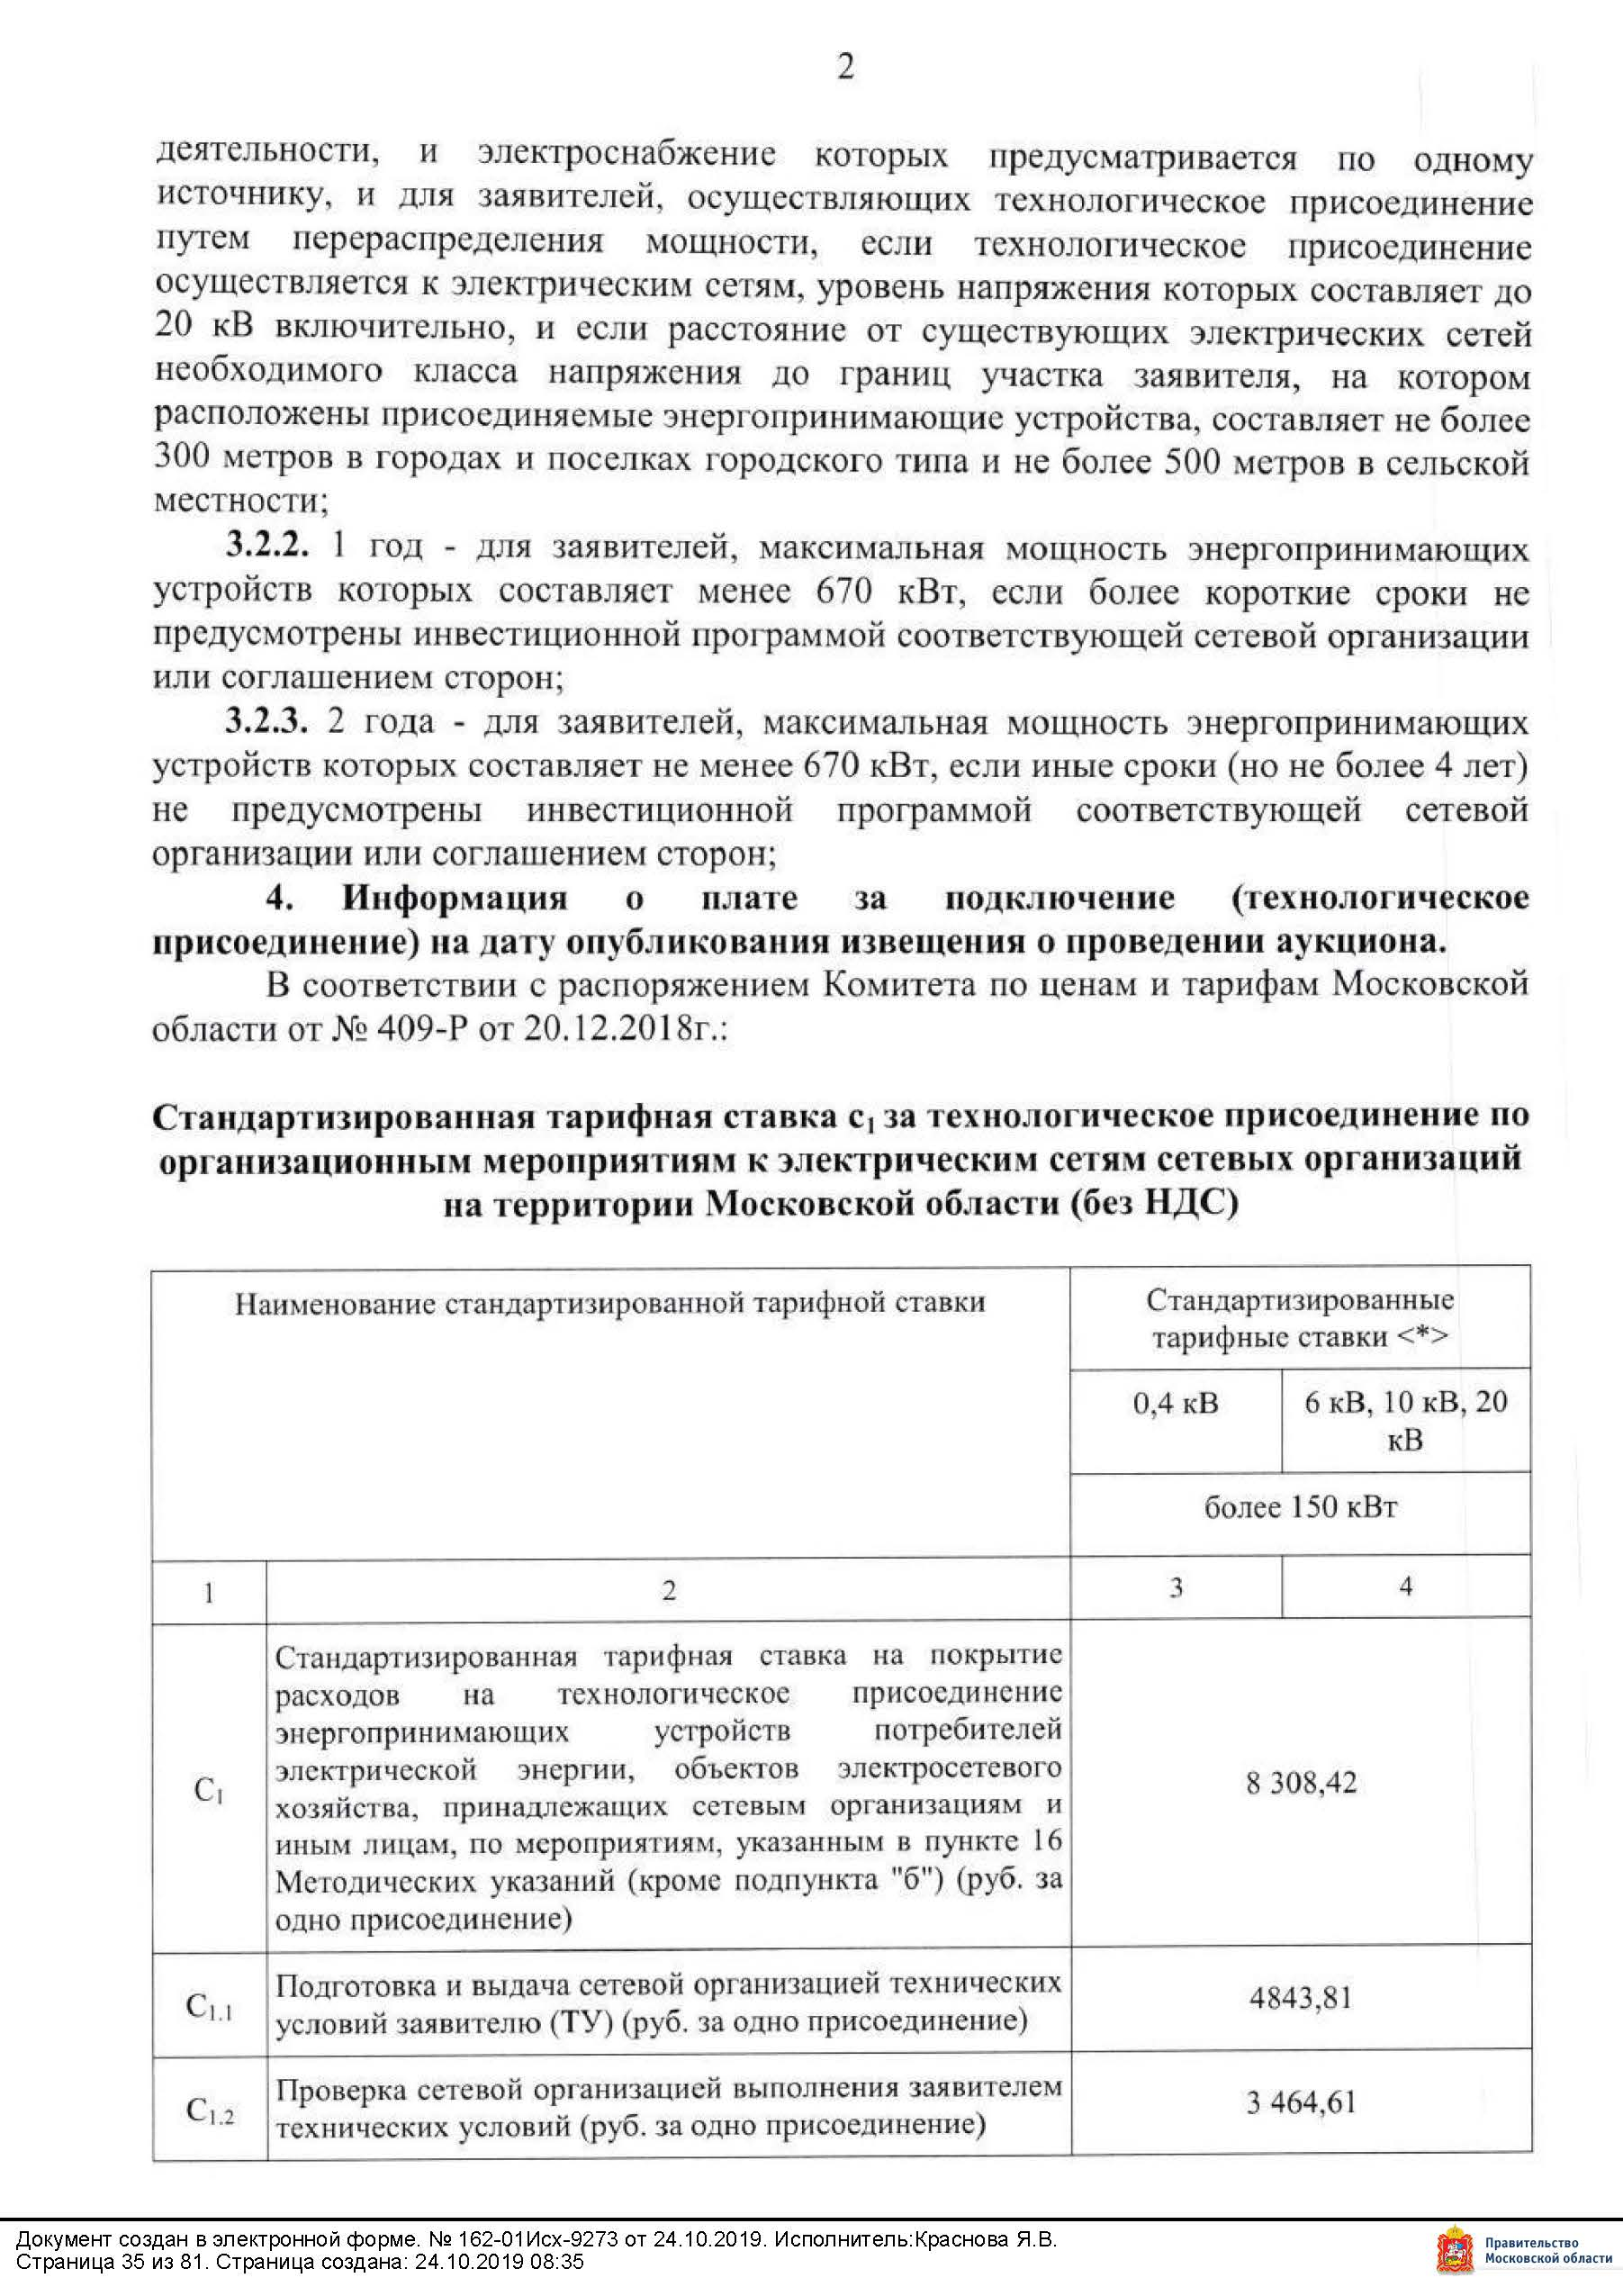 2
деятельности, и электроснабжение которых предусматривается по одному
источнику, и для заявителей, осуществляющих технологическое присоединение
путем перераспределения мощности, если технологическое присоединение
осуществляется к электрическим сетям, уровень напряжения которых составляет до
20 кВ включительно, и если расстояние от существующих электрических сетей
необходимого класса напряжения до границ участка заявителя, на котором
расположены присоединяемые энергопринимающие устройства, составляет не более
300 метров в городах и поселках городского типа и не более 500 метров в сельской
местности;
3.2.2. 1 год - для заявителей, максимальная мощность энергопринимающих
устройств которых составляет менее 670 кВт, если более короткие сроки не
предусмотрены инвестиционной программой соответствующей сетевой организации
или соглашением сторон;
3.2.3. 2 года - для заявителей, максимальная мощность энергопринимающих
устройств которых составляет не менее 670 кВт, если иные сроки (но не более 4 лет)
не предусмотрены инвестиционной программой соответствующей сетевой
организации или соглашением сторон;
4. Информация о плате за подключение (технологическое
присоединение) на дату опубликования извещения о проведении аукциона.
В соответствии с распоряжением Комитета по ценам и тарифам Московской
области от № 409-Р от 20.12.2018г.:
Стандартизированная тарифная ставка с₁ за технологическое присоединение по
организационным мероприятиям к электрическим сетям сетевых организаций
на территории Московской области (без НДС)
Наименование стандартизированной тарифной ставки
Стандартизированные
тарифные ставки <*>
0,4 кВ
6 кВ, 10 кВ, 20
кВ
более 150 кВт
1 2 3 4
С₁
Стандартизированная тарифная ставка на покрытие
расходов на технологическое присоединение
энергопринимающих устройств потребителей
электрической энергии, объектов электросетевого
хозяйства, принадлежащих сетевым организациям и
иным лицам, по мероприятиям, указанным в пункте 16
Методических указаний (кроме подпункта "б") (руб. за
одно присоединение)
8 308,42
С₁.₁
Подготовка и выдача сетевой организацией технических
условий заявителю (ТУ) (руб. за одно присоединение)
4843,81
С₁.₂
Проверка сетевой организацией выполнения заявителем
технических условий (руб. за одно присоединение)
3 464,61
Документ создан в электронной форме. № 162-01Исх-9273 от 24.10.2019. Исполнитель:Краснова Я.В.
Страница 35 из 81. Страница создана: 24.10.2019 08:35
Правительство
Московской области